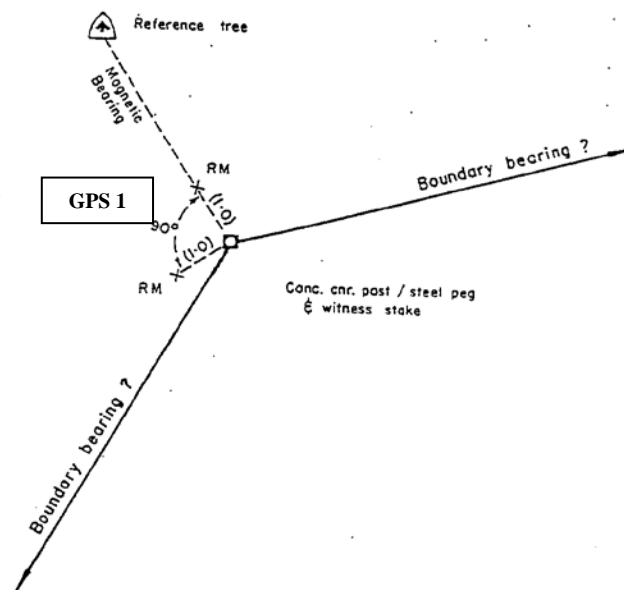 Reference tree
Magnetic
Bearing
RM
Boundary bearing ?
GPS 1
90°
(1·0)
(1·0)
RM
Conc. cnr. post / steel peg
& witness stake
Boundary bearing ?